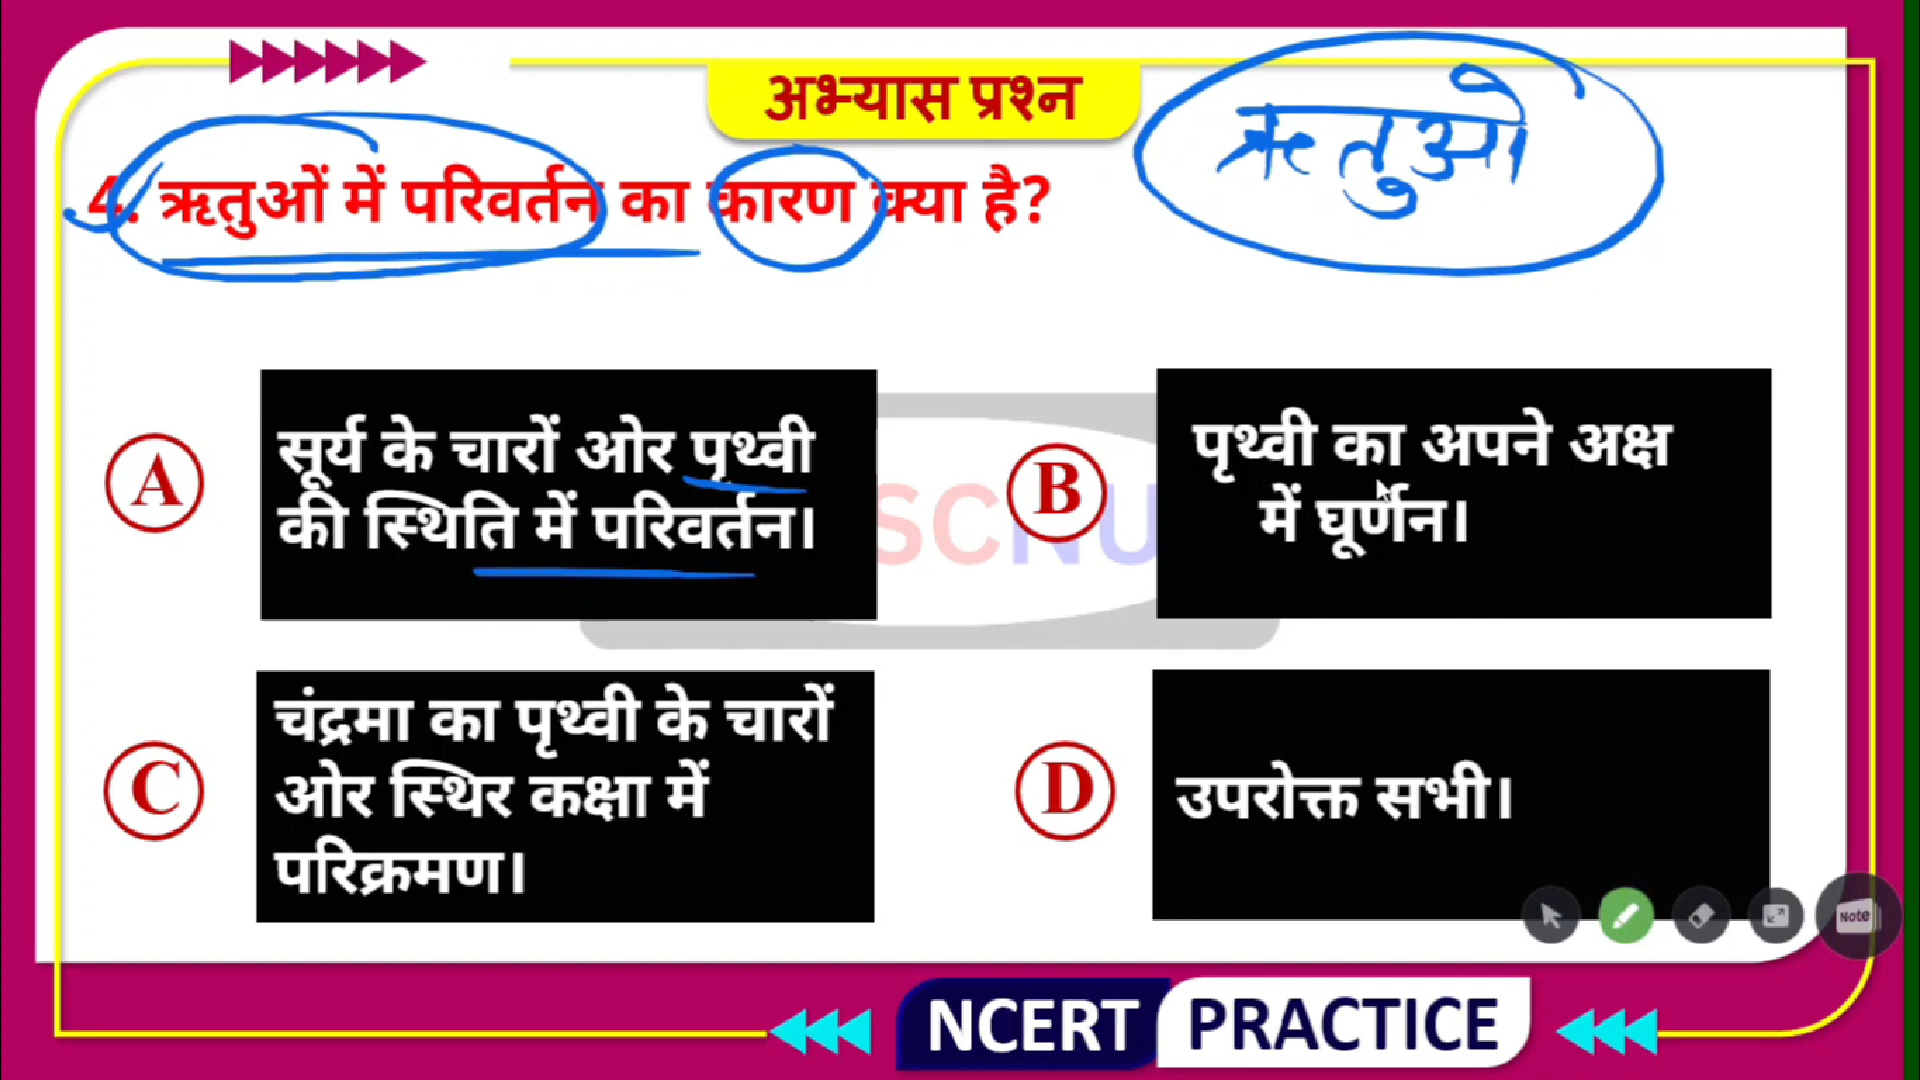 अभ्यास प्रश्न
ऋतुओ
4. ऋतुओं में परिवर्तन का कारण क्या है?
A
सूर्य के चारों ओर पृथ्वी
की स्थिति में परिवर्तन।
B
पृथ्वी का अपने अक्ष
में घूर्णन।
SCNU
C
चंद्रमा का पृथ्वी के चारों
ओर स्थिर कक्षा में
परिक्रमण।
D
उपरोक्त सभी।
Note
NCERT PRACTICE